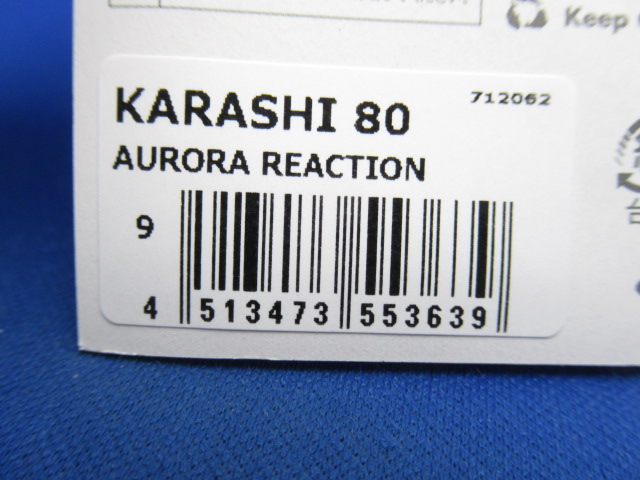 Keep
KARASHI 80
712062
AURORA REACTION
9
4 513473 553639